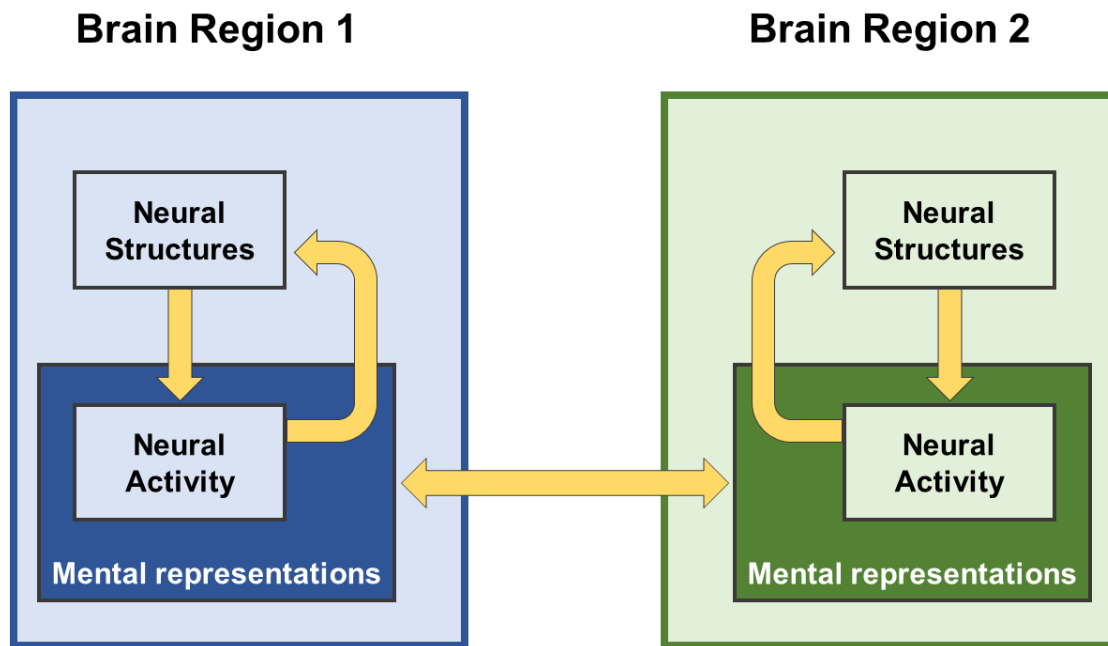 Brain Region 1
Brain Region 2
Neural
Structures
Neural
Activity
Mental representations
Neural
Structures
Neural
Activity
Mental representations